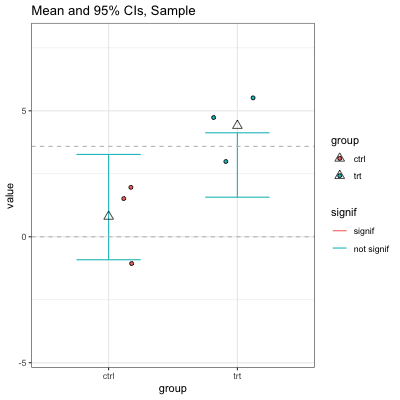 Mean and 95% CIs, Sample
5
0
-5
value
ctrl
trt
group
group
ctrl
trt
signif
signif
not signif